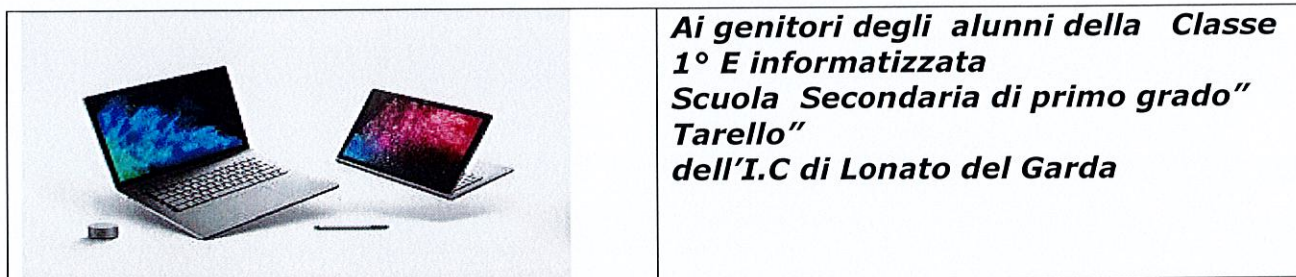 Ai genitori degli alunni della Classe
1° E informatizzata
Scuola Secondaria di primo grado”
Tarello”
dell’I.C di Lonato del Garda